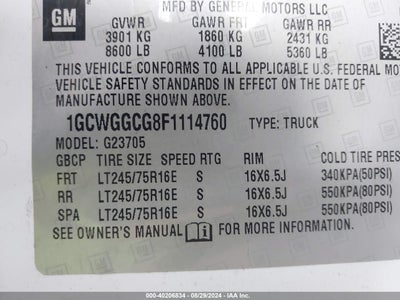 GM
MFD BY GENERAL MOTORS LLC
GVWR GAWR FRT GAWR RR
3901 KG 1860 KG 2431 KG
8600 LB 4100 LB 5360 LB
THIS VEHICLE CONFORMS TO ALL APPLICABLE U.S. FEDERAL MOTOR
VEHICLE SAFETY STANDARDS IN EFFECT ON THE DATE OF
MANUFACTURE SHOWN ABOVE.
1GCWGGCG8F1114760 TYPE: TRUCK
MODEL: G23705
GBCP TIRE SIZE SPEED RTG RIM COLD TIRE PRES
FRT LT245/75R16E S 16X6.5J 340KPA(50PSI)
RR LT245/75R16E S 16X6.5J 550KPA(80PSI)
SPA LT245/75R16E S 16X6.5J 550KPA(80PSI)
SEE OWNER'S MANUAL FOR MORE INFORMATION.
000-40206834 - 08/29/2024 - IAAI.COM